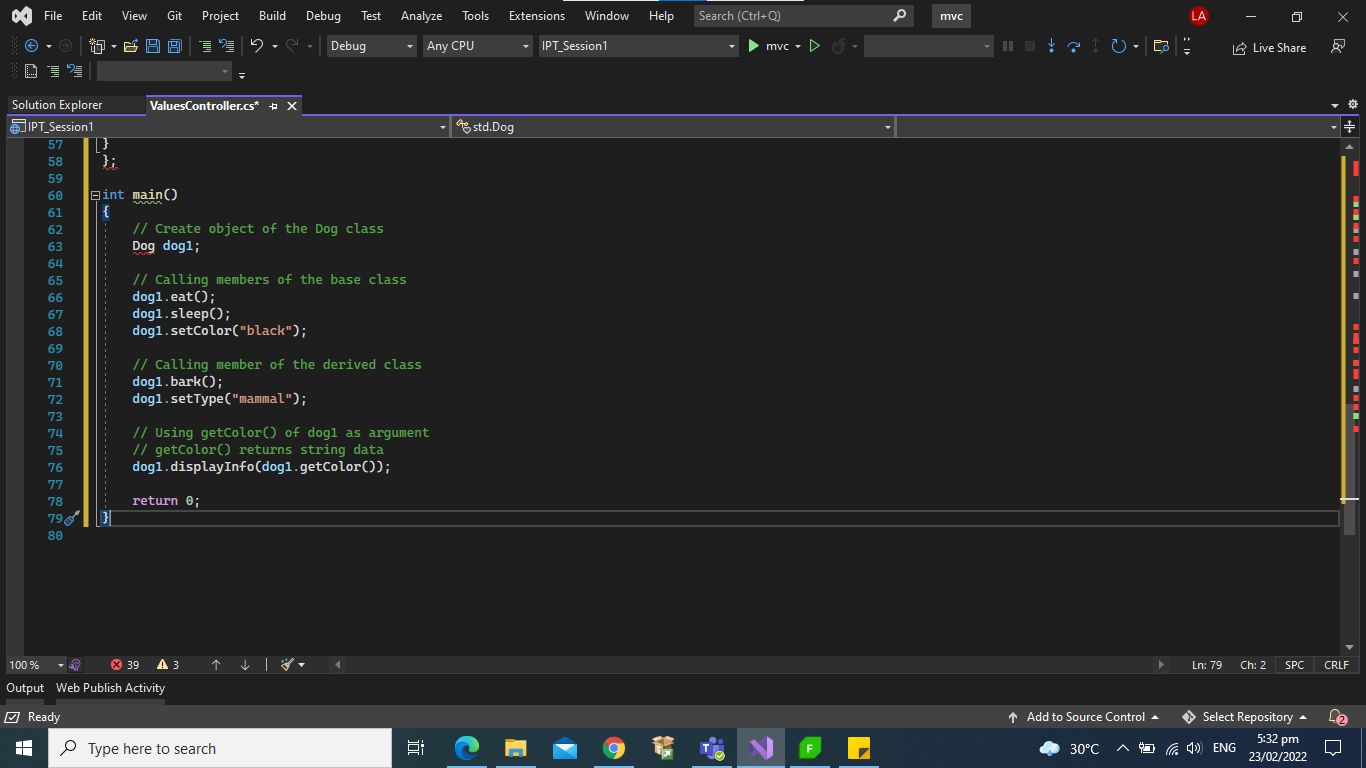 File Edit View Git Project Build Debug Test Analyze Tools Extensions Window Help Search (Ctrl+Q) mvc LA
Debug Any CPU IPT_Session1 mvc Live Share
Solution Explorer ValuesController.cs*
IPT_Session1 std.Dog
57 }
58 };
59
60 int main()
61 {
62 // Create object of the Dog class
63 Dog dog1;
64
65 // Calling members of the base class
66 dog1.eat();
67 dog1.sleep();
68 dog1.setColor("black");
69
70 // Calling member of the derived class
71 dog1.bark();
72 dog1.setType("mammal");
73
74 // Using getColor() of dog1 as argument
75 // getColor() returns string data
76 dog1.displayInfo(dog1.getColor());
77
78 return 0;
79 }
80
100 % 39 3 Ln: 79 Ch: 2 SPC CRLF
Output Web Publish Activity
Ready Add to Source Control Select Repository 2
Type here to search 30°C ENG 5:32 pm
23/02/2022